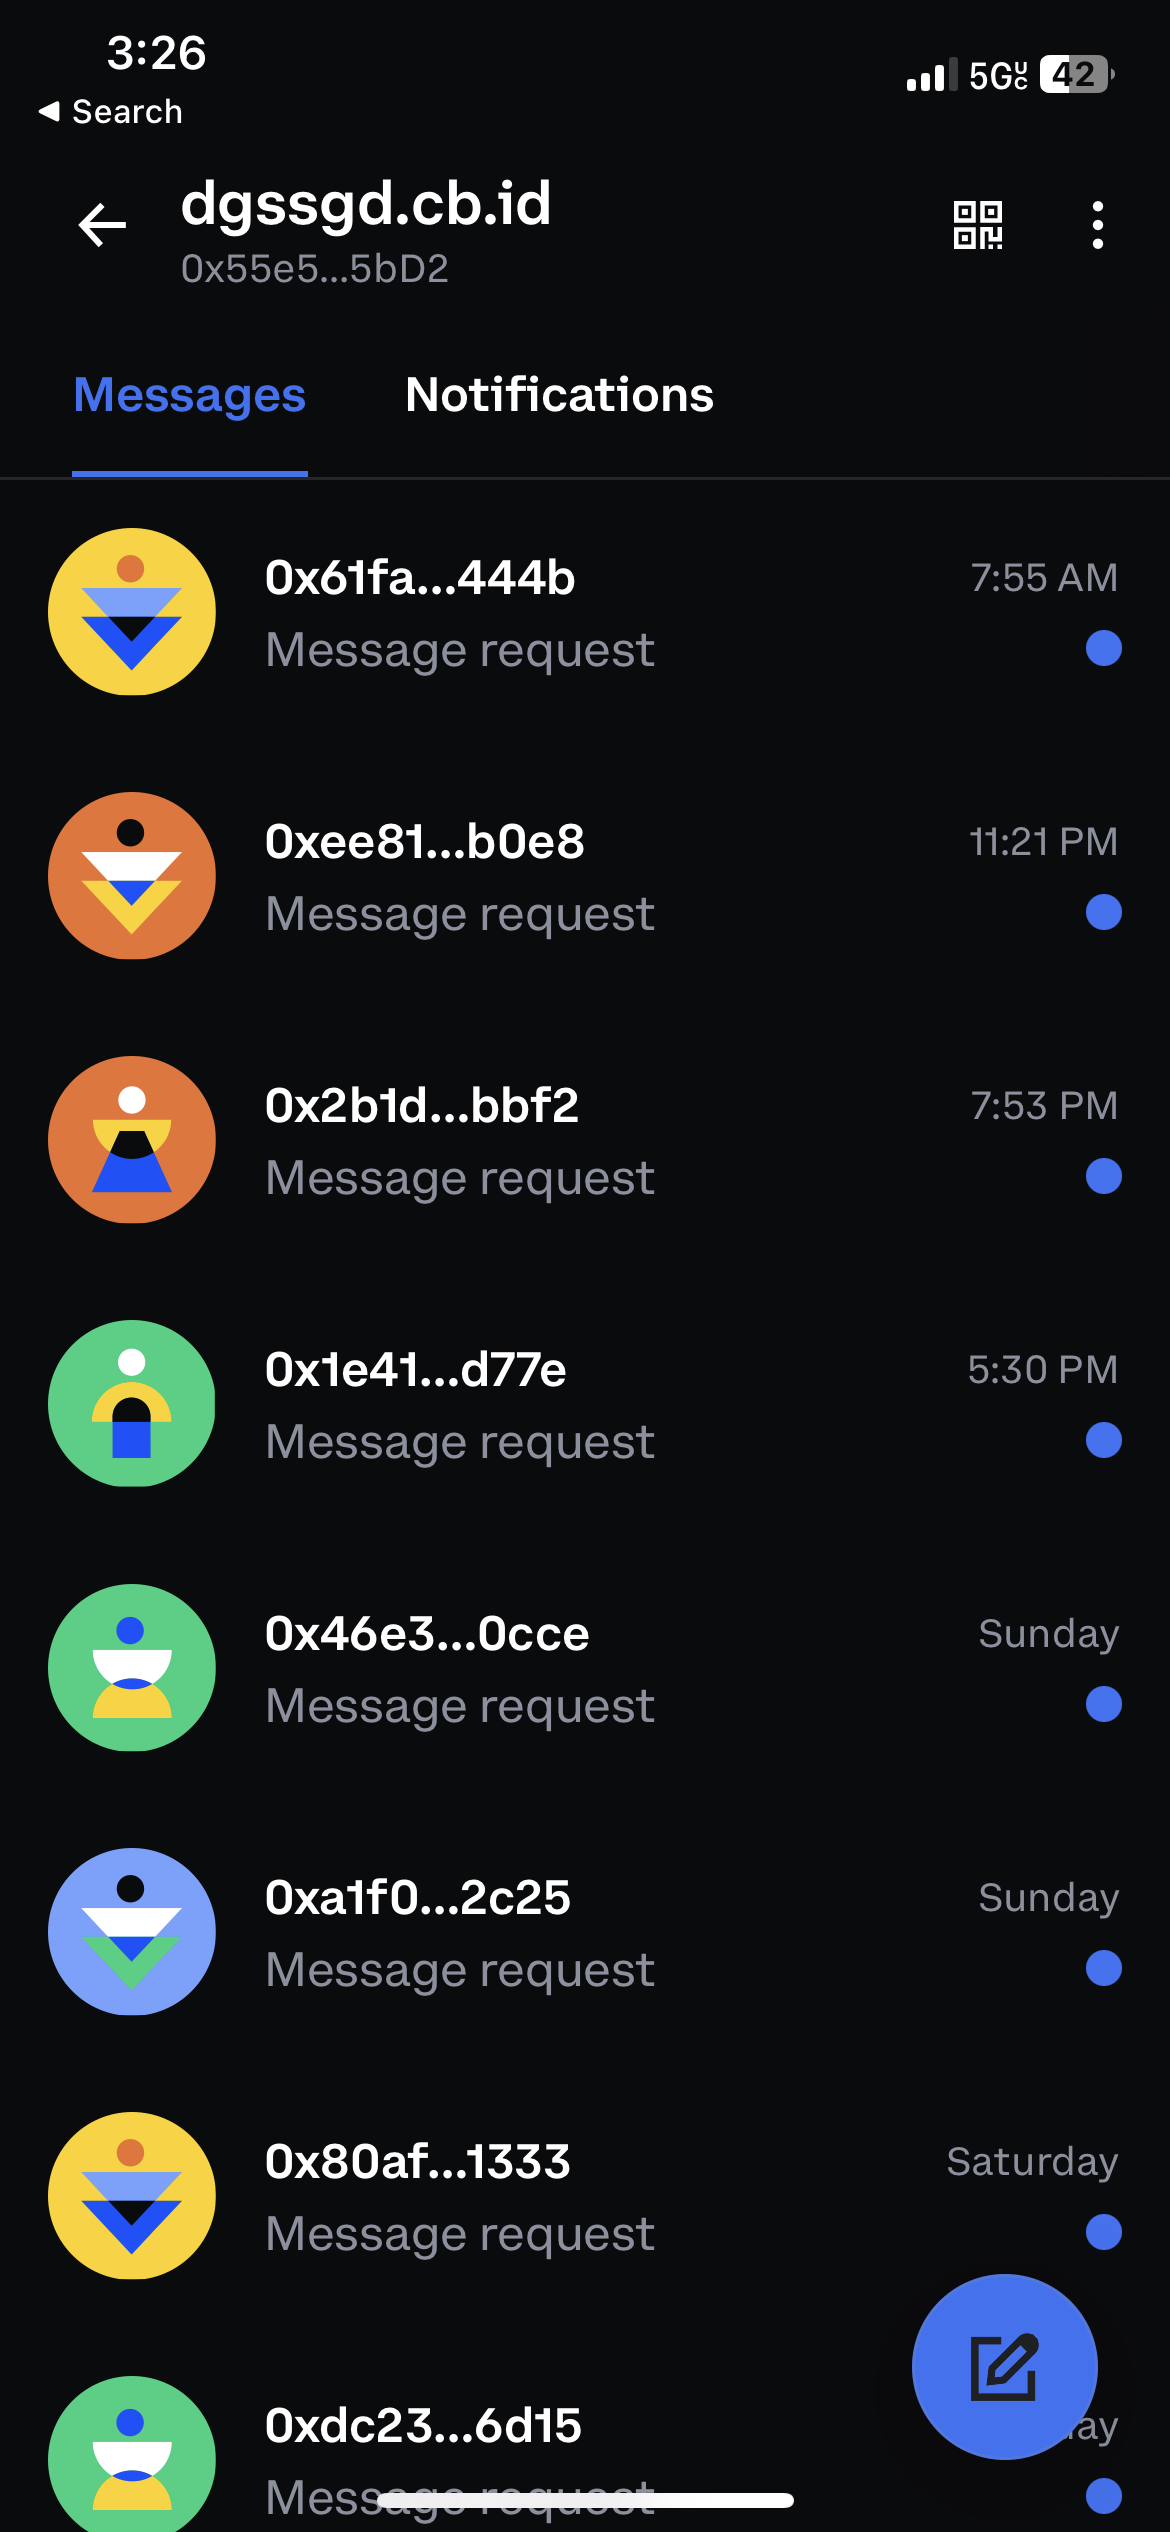 3:26
5GUC 42
Search
dgssgd.cb.id
0x55e5...5bD2
Messages Notifications
0x61fa...444b 7:55 AM
Message request
0xee81...b0e8 11:21 PM
Message request
0x2b1d...bbf2 7:53 PM
Message request
0x1e41...d77e 5:30 PM
Message request
0x46e3...0cce Sunday
Message request
0xa1f0...2c25 Sunday
Message request
0x80af...1333 Saturday
Message request
0xdc23...6d15
Message request